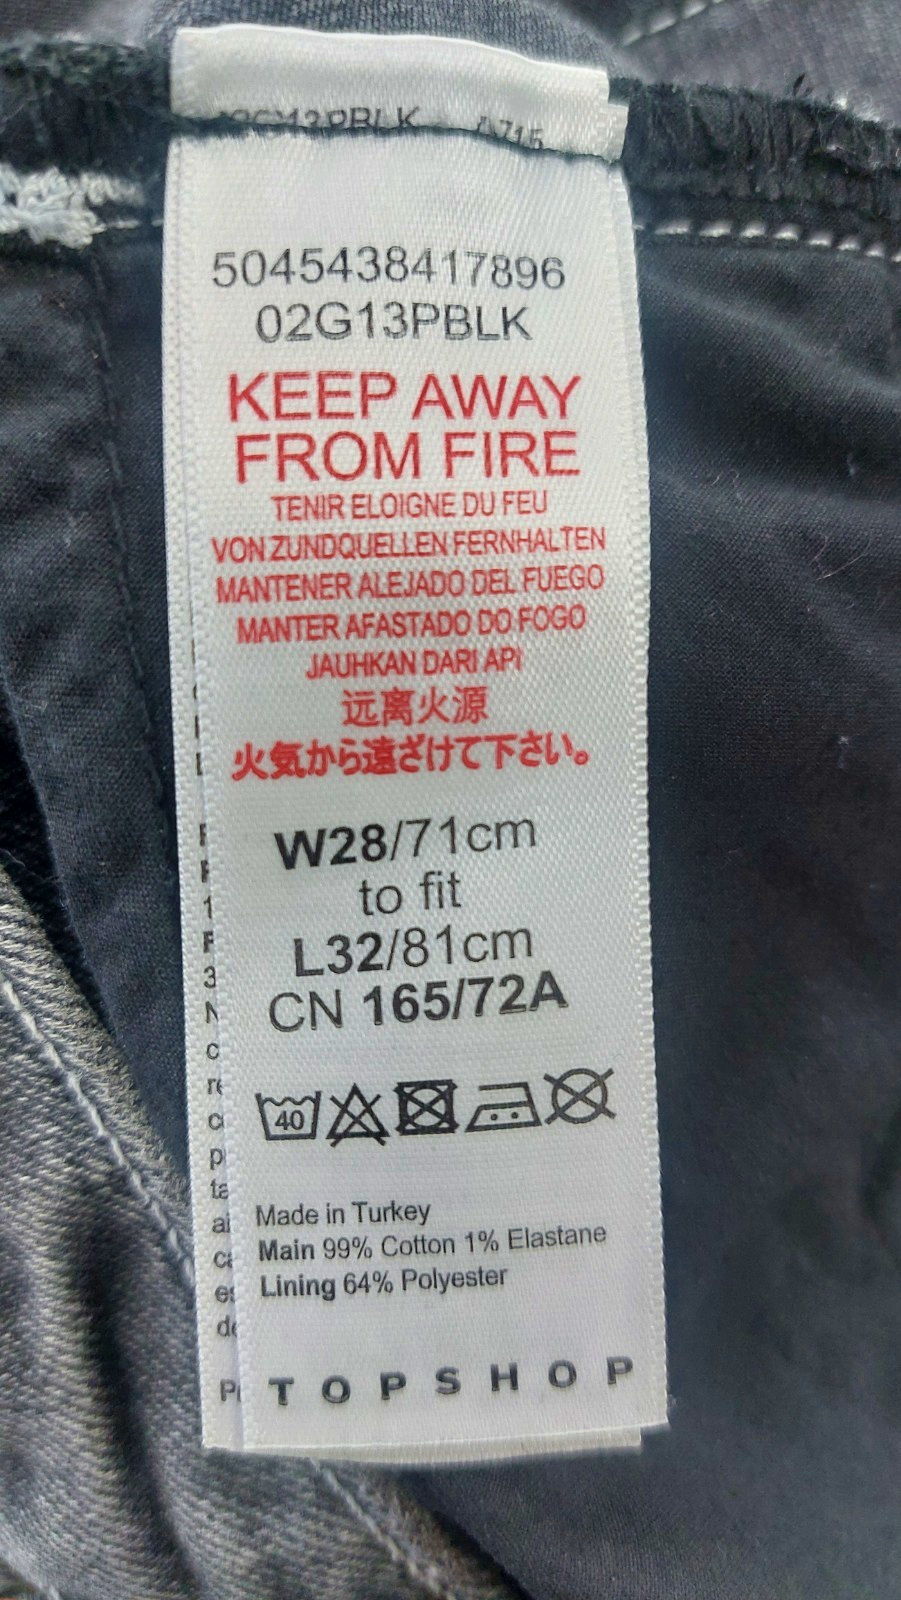 02G13PBLK 0715
5045438417896
02G13PBLK
KEEP AWAY
FROM FIRE
TENIR ELOIGNE DU FEU
VON ZUNDQUELLEN FERNHALTEN
MANTENER ALEJADO DEL FUEGO
MANTER AFASTADO DO FOGO
JAUHKAN DARI API
远离火源
火気から遠ざけて下さい。
W28/71cm
to fit
L32/81cm
CN 165/72A
40
Made in Turkey
Main 99% Cotton 1% Elastane
Lining 64% Polyester
TOPSHOP